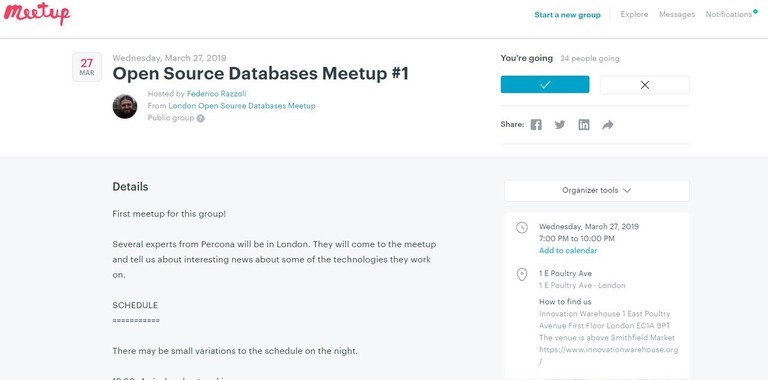 Meetup
Start a new group
Explore
Messages
Notifications
27
MAR
Wednesday, March 27, 2019
Open Source Databases Meetup #1
Hosted by Federico Razzoli
From London Open Source Databases Meetup
Public group ?
You're going 24 people going
Share:
Details
First meetup for this group!
Several experts from Percona will be in London. They will come to the meetup
and tell us about interesting news about some of the technologies they work
on.
SCHEDULE
===========
There may be small variations to the schedule on the night.
Organizer tools
Wednesday, March 27, 2019
7:00 PM to 10:00 PM
Add to calendar
1 E Poultry Ave
1 E Poultry Ave · London
How to find us
Innovation Warehouse 1 East Poultry
Avenue First Floor London EC1A 9PT
The venue is above Smithfield Market
https://www.innovationwarehouse.org
/